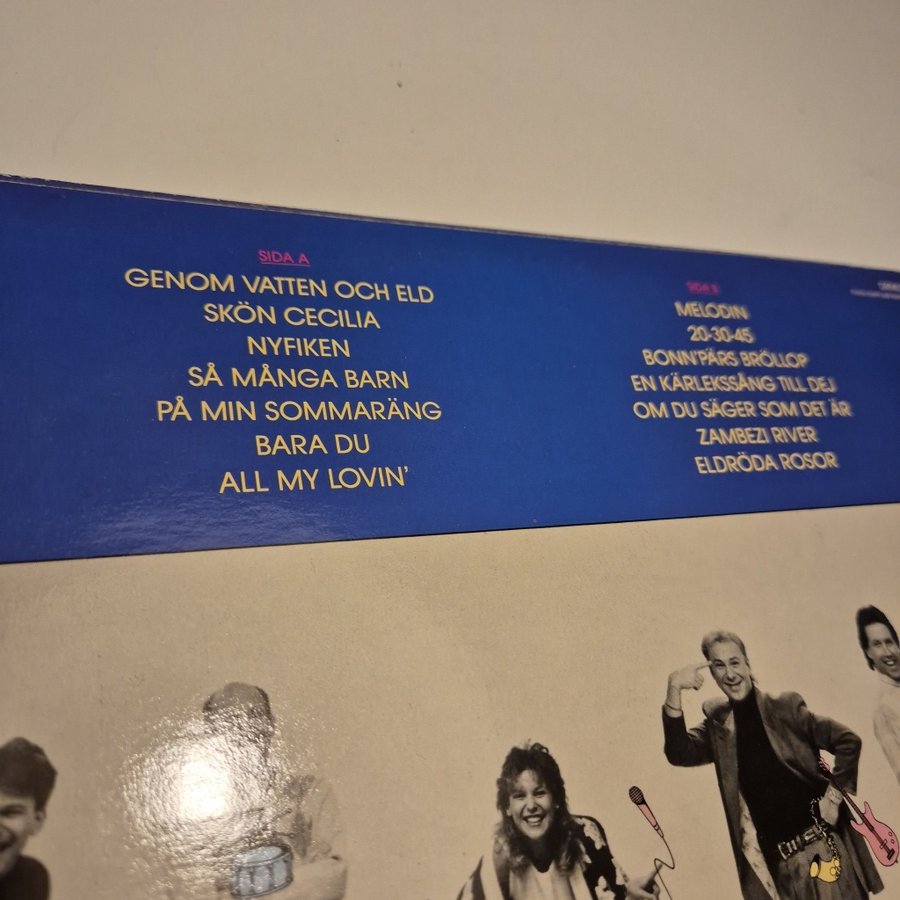 SIDA A
GENOM VATTEN OCH ELD
SKÖN CECILIA
NYFIKEN
SÅ MÅNGA BARN
PÅ MIN SOMMARÄNG
BARA DU
ALL MY LOVIN'
SIDA B
MELODIN
20-30-45
BONN'PÄRS BRÖLLOP
EN KÄRLEKSSÅNG TILL DEJ
OM DU SÄGER SOM DET ÄR
ZAMBEZI RIVER
ELDRÖDA ROSOR